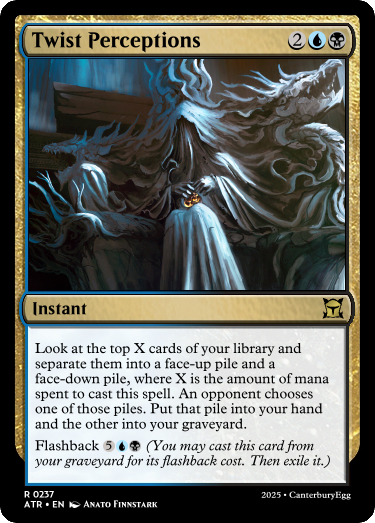 Twist Perceptions 2
Instant
Look at the top X cards of your library and
separate them into a face-up pile and a
face-down pile, where X is the amount of mana
spent to cast this spell. An opponent chooses
one of those piles. Put that pile into your hand
and the other into your graveyard.
Flashback 5 (You may cast this card from
your graveyard for its flashback cost. Then exile it.)
R 0237
ATR • EN Anato Finnstark
2025 • CanterburyEgg